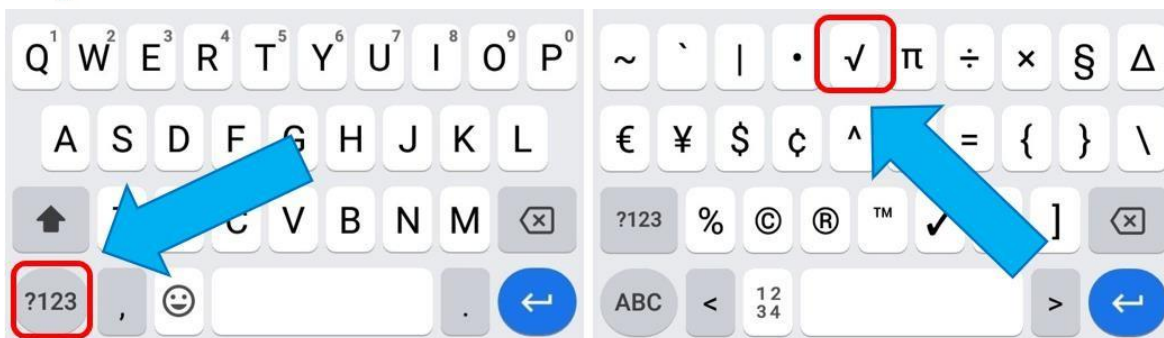 Q1 W2 E3 R4 T5 Y6 U7 I8 O9 P0
A S D F G H J K L
C V B N M
?123 , .
~ ` | • √ π ÷ × § Δ
€ ¥ $ ¢ ^ = { } \
?123 % © ® ™ ✓ ]
ABC < 12 34 >